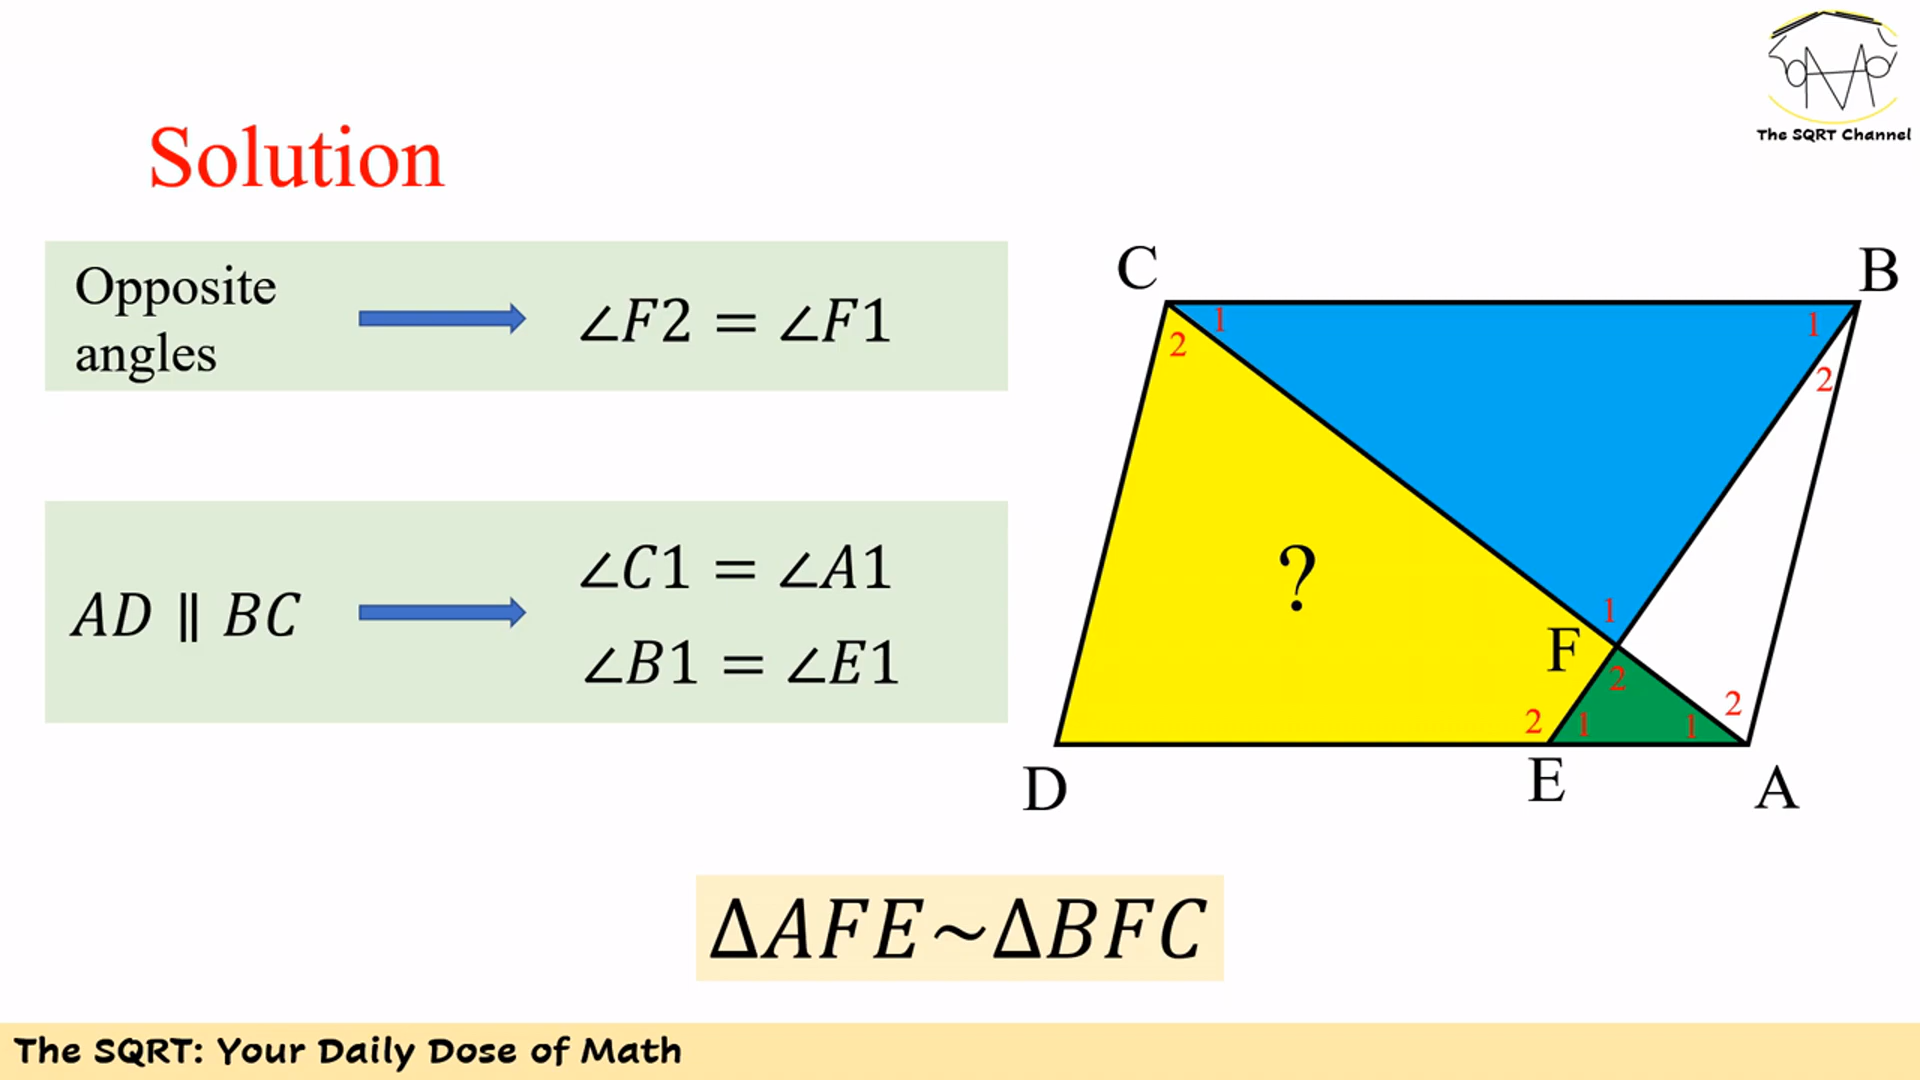 The SQRT Channel
Solution
Opposite
angles
∠F2 = ∠F1
AD ∥ BC
∠C1 = ∠A1
∠B1 = ∠E1
C
B
1
1
2
2
?
1
F
2
2
2
1
1
D
E
A
ΔAFE~ΔBFC
The SQRT: Your Daily Dose of Math